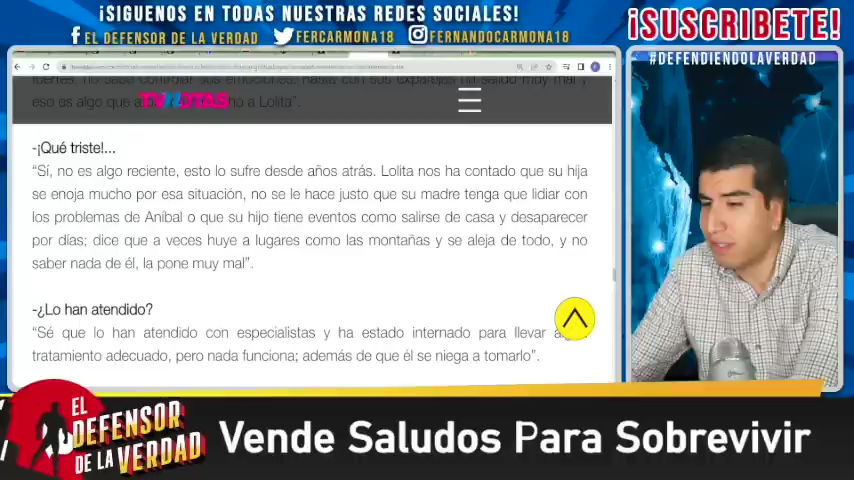 ¡SIGUENOS EN TODAS NUESTRAS REDES SOCIALES!
EL DEFENSOR DE LA VERDAD FERCARMONA18 FERNANDOCARMONA18
¡SUSCRIBETE!
#DEFENDIENDOLAVERDAD
eso es algo que a Lolita”.
TVNOTAS
-¡Qué triste!...
“Sí, no es algo reciente, esto lo sufre desde años atrás. Lolita nos ha contado que su hija
se enoja mucho por esa situación, no se le hace justo que su madre tenga que lidiar con
los problemas de Aníbal o que su hijo tiene eventos como salirse de casa y desaparecer
por días; dice que a veces huye a lugares como las montañas y se aleja de todo, y no
saber nada de él, la pone muy mal”.
-¿Lo han atendido?
“Sé que lo han atendido con especialistas y ha estado internado para llevar
tratamiento adecuado, pero nada funciona; además de que él se niega a tomarlo”.
EL
DEFENSOR
DE LA VERDAD
Vende Saludos Para Sobrevivir